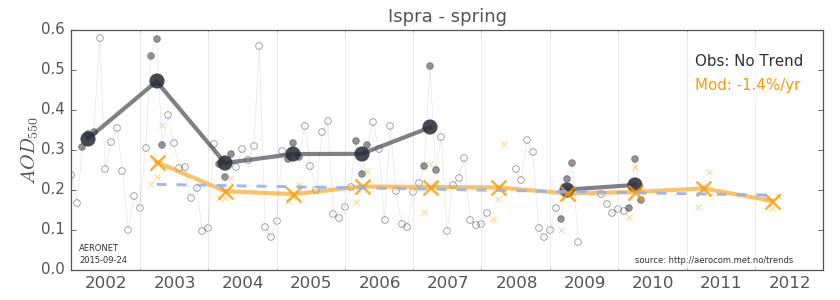 Ispra - spring
0.6
0.5
0.4
0.3
0.2
0.1
0.0
AOD550
Obs: No Trend
Mod: -1.4%/yr
AERONET
2015-09-24
source: http://aerocom.met.no/trends
2002 2003 2004 2005 2006 2007 2008 2009 2010 2011 2012